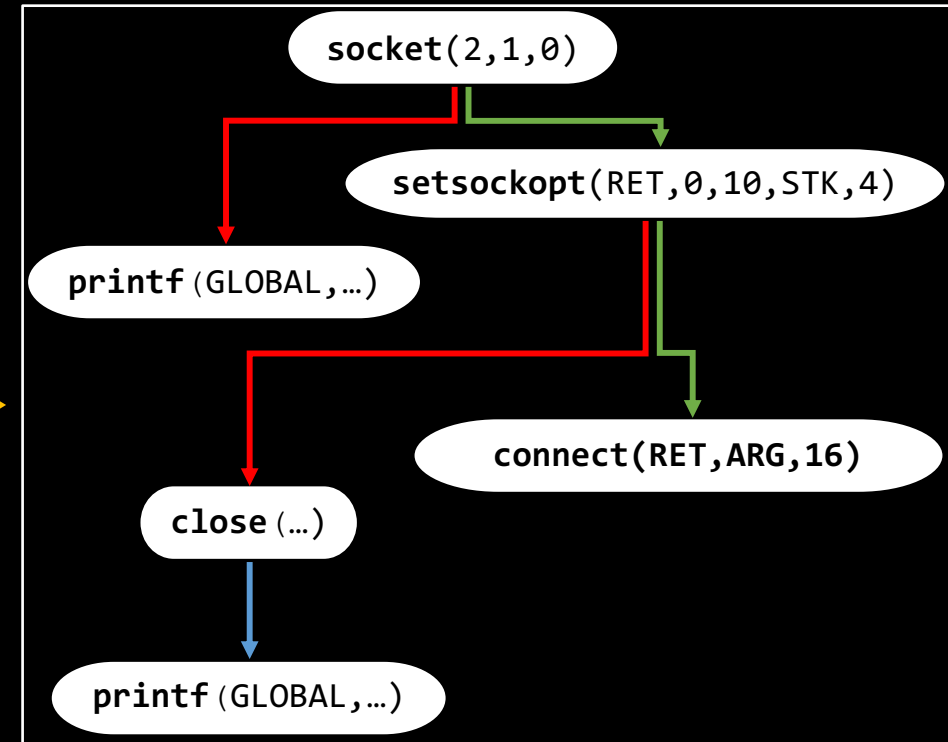 socket(2,1,0)
setsockopt(RET,0,10,STK,4)
printf(GLOBAL,…)
connect(RET,ARG,16)
close(…)
printf(GLOBAL,…)